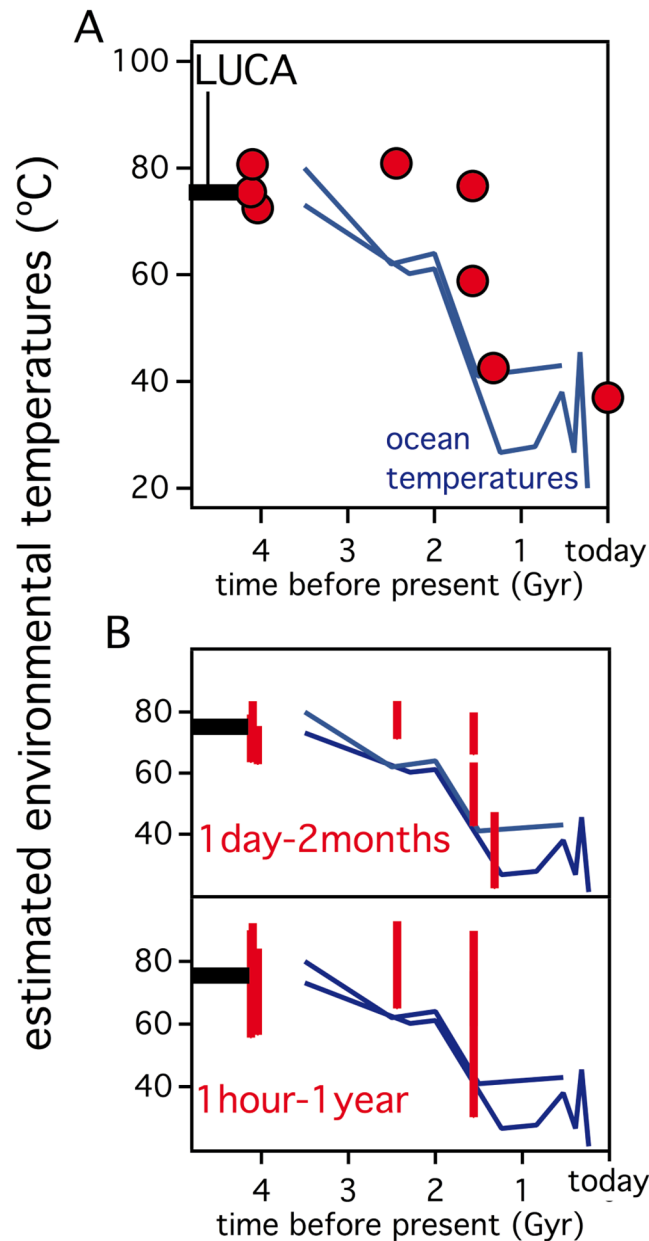 A
estimated environmental temperatures (°C)
100
LUCA
80
60
40
20
ocean
temperatures
4 3 2 1 today
time before present (Gyr)
B
80
60
40
1day-2months
80
60
40
1hour-1year
4 3 2 1 today
time before present (Gyr)